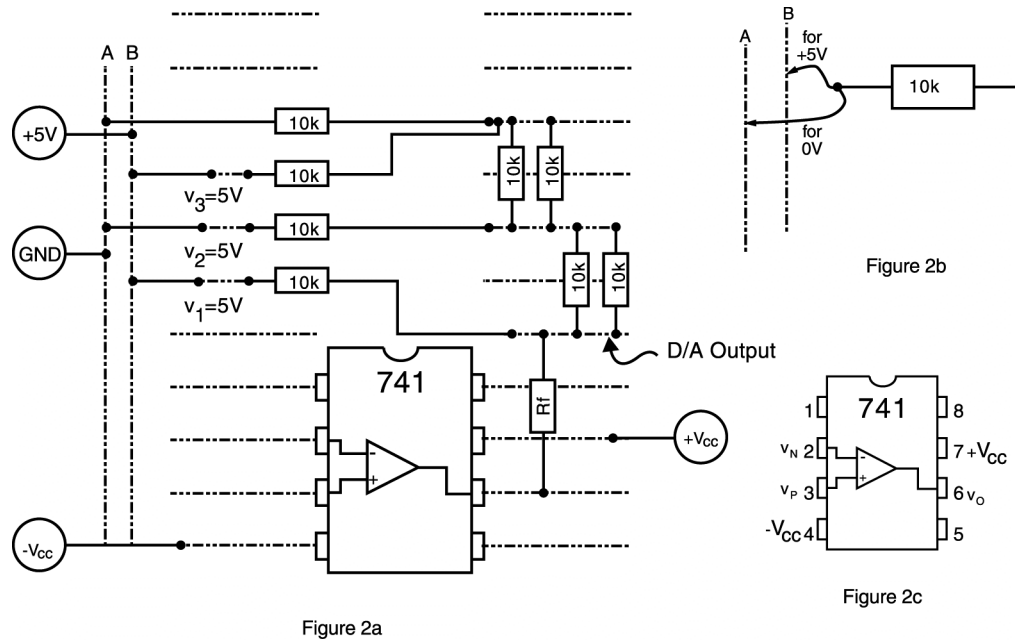 A B
+5V
10k
10k
v3=5V
10k
GND
v2=5V
10k
v1=5V
10k
10k
10k
10k
D/A Output
741
Rf
+Vcc
-
+
-Vcc
Figure 2a
A
B
for
+5V
10k
for
0V
Figure 2b
1
741
8
vN 2
-
7 +VCC
vP 3
+
6 vO
-VCC 4
5
Figure 2c